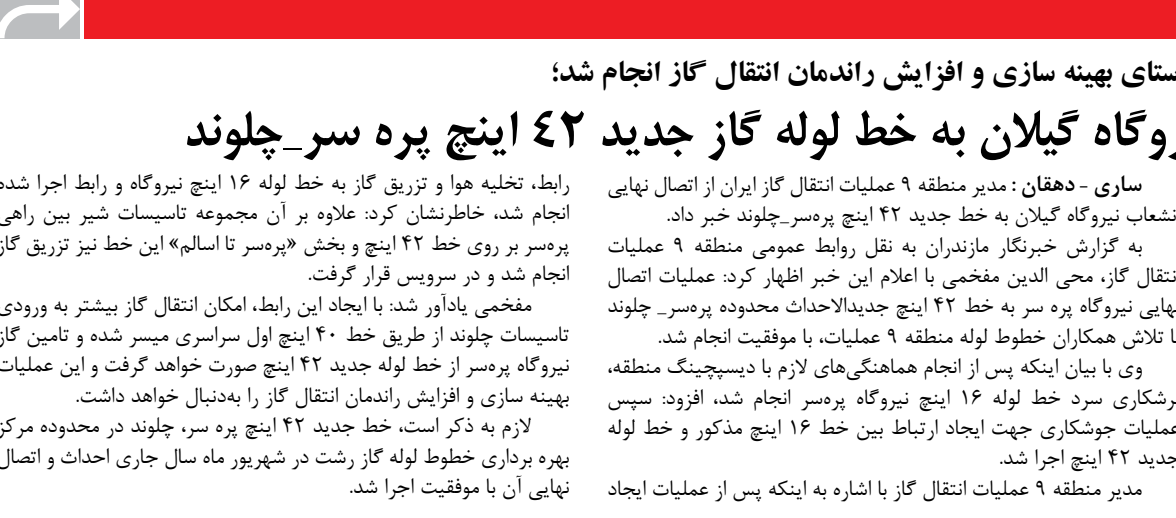 ستای بهینه سازی و افزایش راندمان انتقال گاز انجام شد؛
روگاه گیلان به خط لوله گاز جدید ۴۲ اینچ پره سر_چلوند
ساری - دهقان : مدیر منطقه ۹ عملیات انتقال گاز ایران از اتصال نهایی
نشعاب نیروگاه گیلان به خط جدید ۴۲ اینچ پره‌سر_چلوند خبر داد.
به گزارش خبرنگار مازندران به نقل روابط عمومی منطقه ۹ عملیات
نتقال گاز، محی الدین مفخمی با اعلام این خبر اظهار کرد: عملیات اتصال
نهایی نیروگاه پره سر به خط ۴۲ اینچ جدیدالاحداث محدوده پره‌سر_ چلوند
با تلاش همکاران خطوط لوله منطقه ۹ عملیات، با موفقیت انجام شد.
وی با بیان اینکه پس از انجام هماهنگی‌های لازم با دیسپچینگ منطقه،
رشکاری سرد خط لوله ۱۶ اینچ نیروگاه پره‌سر انجام شد، افزود: سپس
عملیات جوشکاری جهت ایجاد ارتباط بین خط ۱۶ اینچ مذکور و خط لوله
جدید ۴۲ اینچ اجرا شد.
مدیر منطقه ۹ عملیات انتقال گاز با اشاره به اینکه پس از عملیات ایجاد
رابط، تخلیه هوا و تزریق گاز به خط لوله ۱۶ اینچ نیروگاه و رابط اجرا شده
انجام شد، خاطرنشان کرد: علاوه بر آن مجموعه تاسیسات شیر بین راهی
پره‌سر بر روی خط ۴۲ اینچ و بخش «پره‌سر تا اسالم» این خط نیز تزریق گاز
انجام شد و در سرویس قرار گرفت.
مفخمی یادآور شد: با ایجاد این رابط، امکان انتقال گاز بیشتر به ورودی
تاسیسات چلوند از طریق خط ۴۰ اینچ اول سراسری میسر شده و تامین گاز
نیروگاه پره‌سر از خط لوله جدید ۴۲ اینچ صورت خواهد گرفت و این عملیات
بهینه سازی و افزایش راندمان انتقال گاز را به‌دنبال خواهد داشت.
لازم به ذکر است، خط جدید ۴۲ اینچ پره سر، چلوند در محدوده مرکز
بهره برداری خطوط لوله گاز رشت در شهریور ماه سال جاری احداث و اتصال
نهایی آن با موفقیت اجرا شد.